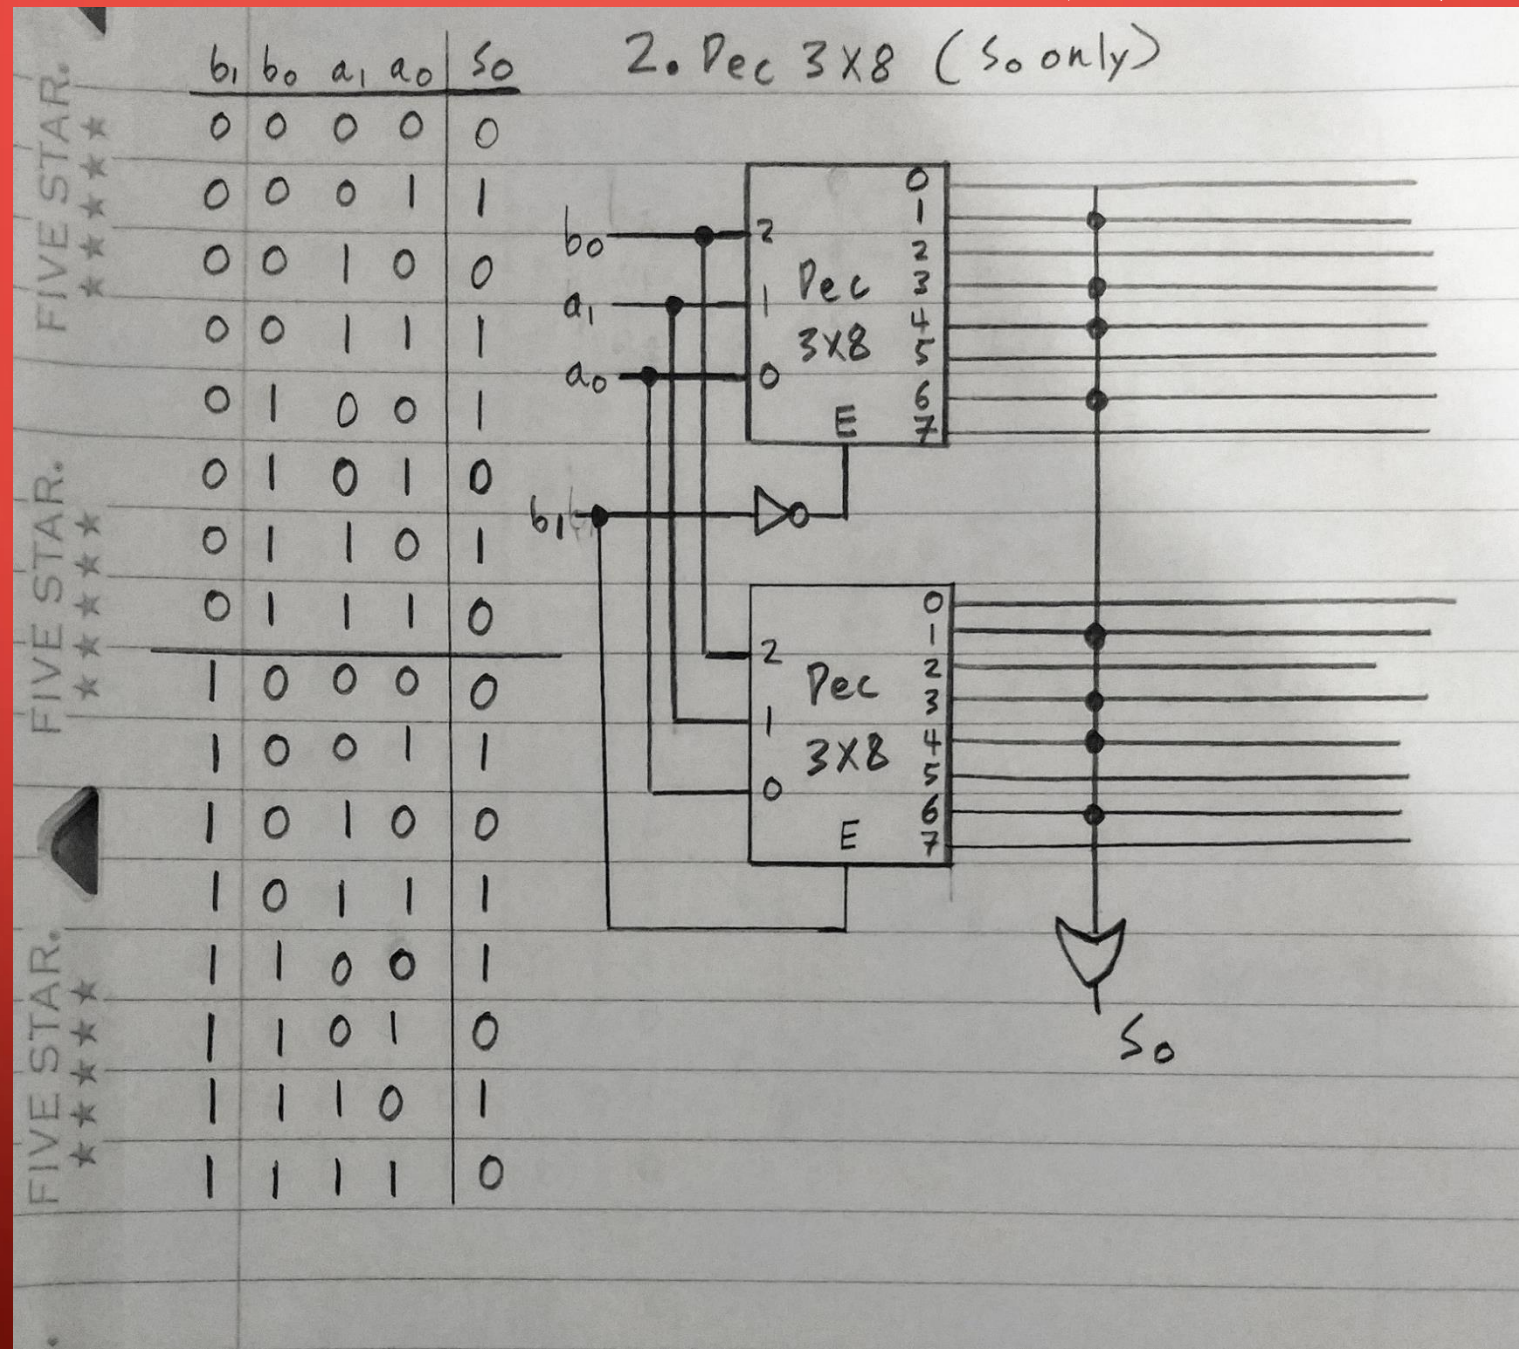 b₁ b₀ a₁ a₀ S₀
0 0 0 0 0
0 0 0 1 1
0 0 1 0 0
0 0 1 1 1
0 1 0 0 1
0 1 0 1 0
0 1 1 0 1
0 1 1 1 0
1 0 0 0 0
1 0 0 1 1
1 0 1 0 0
1 0 1 1 1
1 1 0 0 1
1 1 0 1 0
1 1 1 0 1
1 1 1 1 0
2. Dec 3X8 (S₀ only)
b₀
a₁
a₀
b₁
2
1
0
Dec
3X8
E
0
1
2
3
4
5
6
7
2
1
0
Dec
3X8
E
0
1
2
3
4
5
6
7
S₀
FIVE STAR.
FIVE STAR.
FIVE STAR.